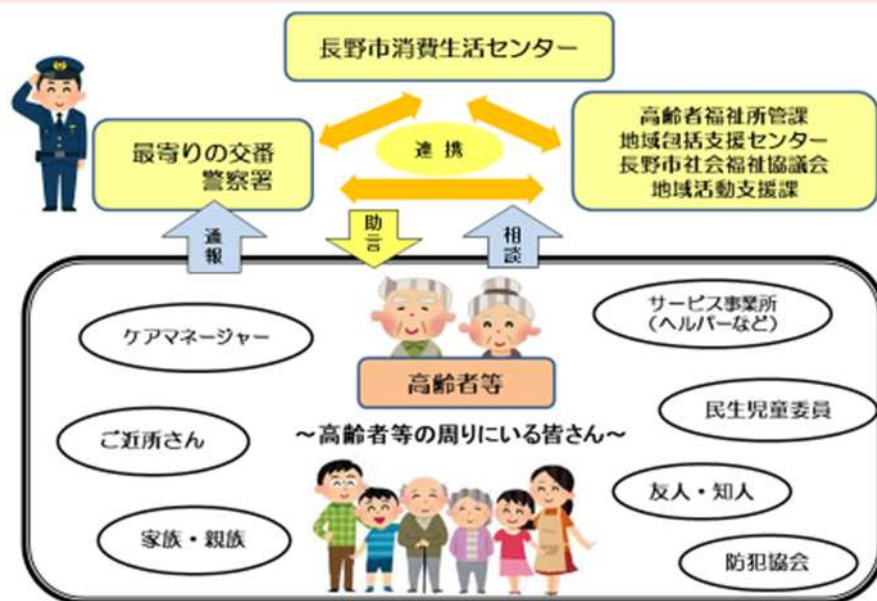 長野市消費生活センター
最寄りの交番
警察署
連携
高齢者福祉所管課
地域包括支援センター
長野市社会福祉協議会
地域活動支援課
通報
助言
相談
ケアマネージャー
サービス事業所
（ヘルパーなど）
高齢者等
ご近所さん
～高齢者等の周りにいる皆さん～
民生児童委員
家族・親族
友人・知人
防犯協会